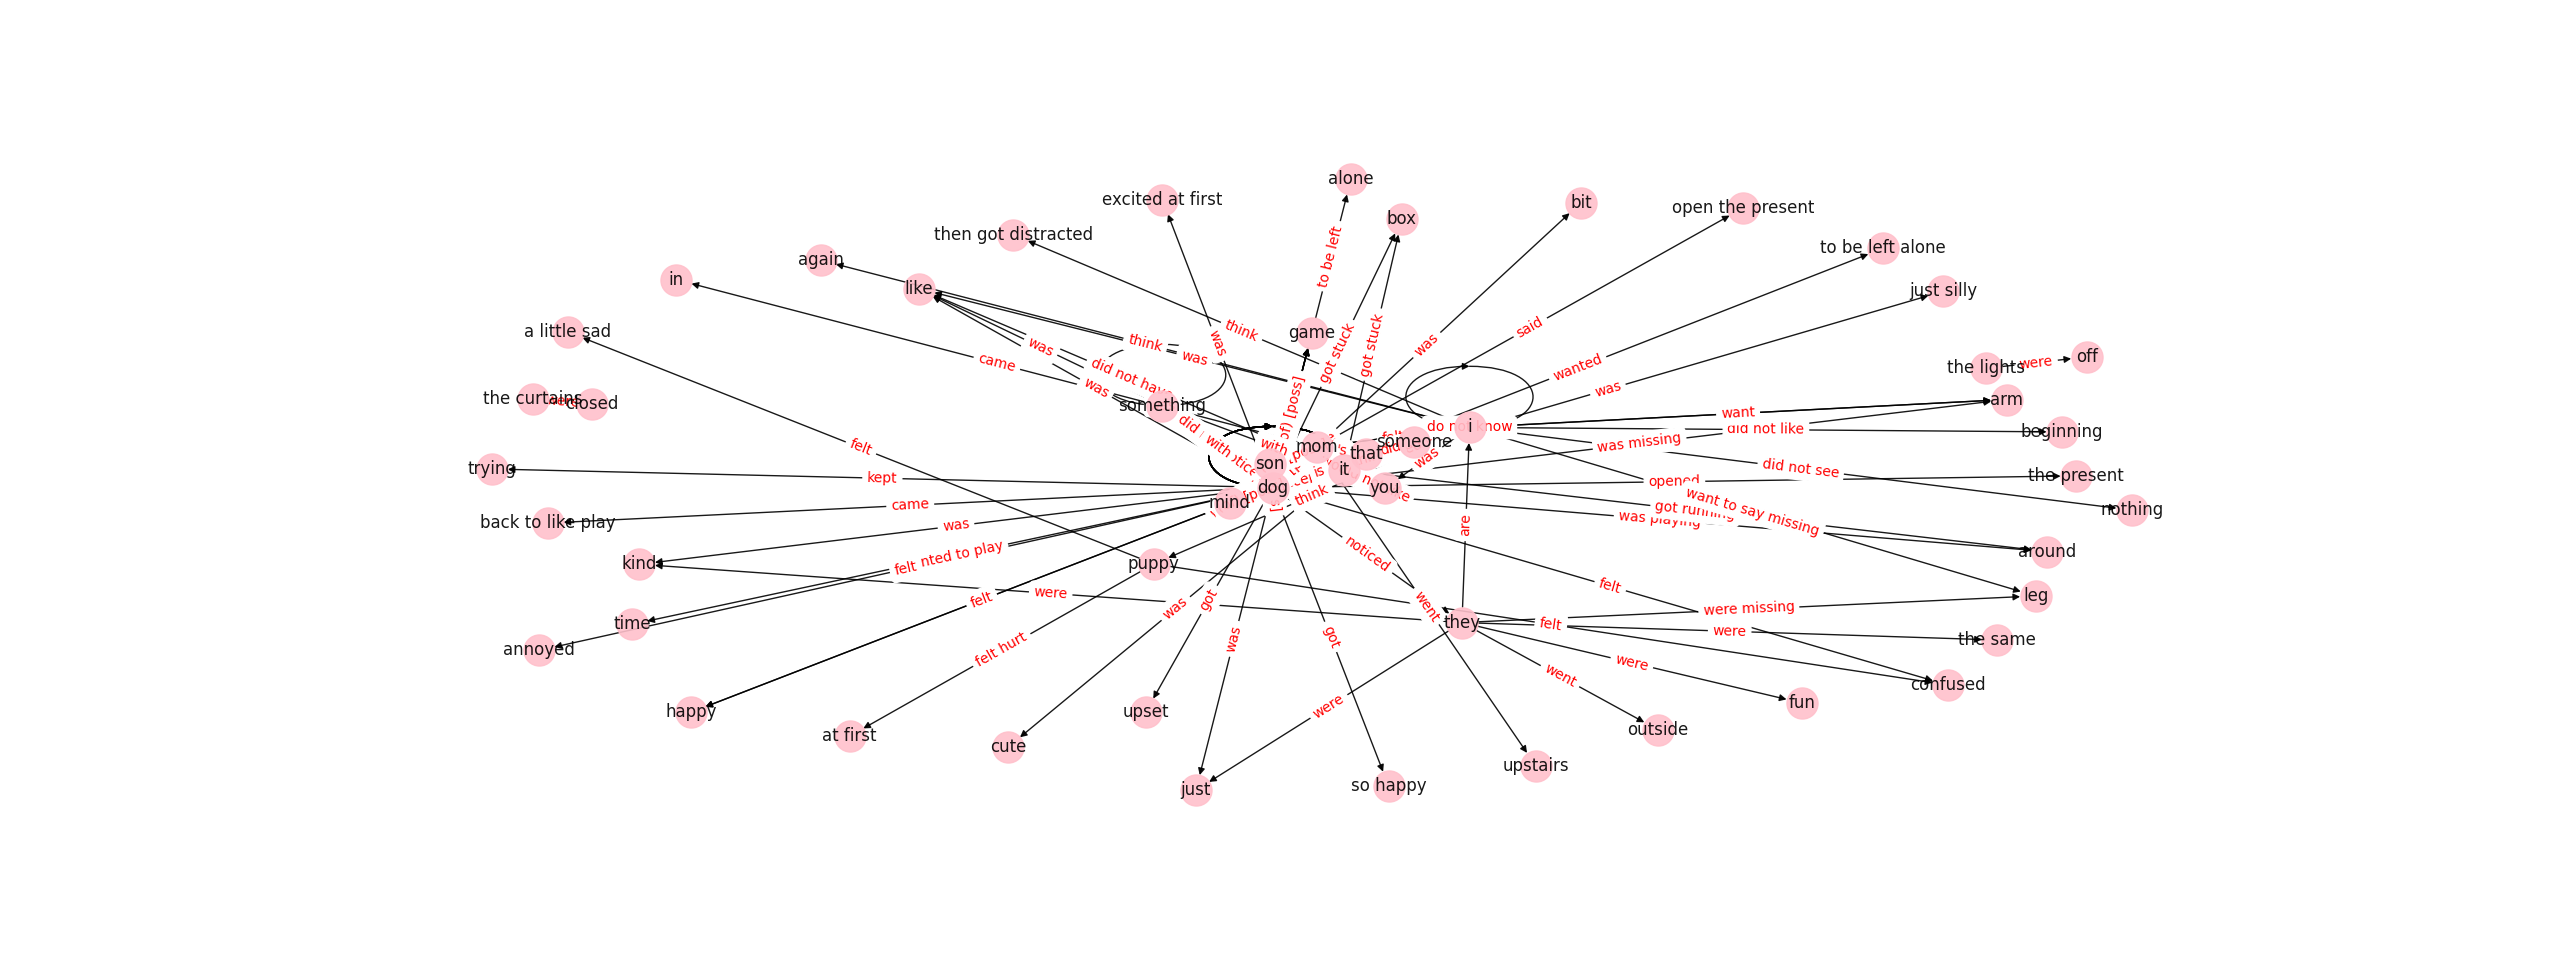 alone
excited at first
bit
open the present
box
then got distracted
to be left alone
again
to be left
in
like
just silly
said
think
a little sad
game
got stuck
got stuck
was
think
was
was
was
came
did not have
wanted
was
the lights
were
off
was
the curtains
closed
something
want
arm
do not know
i
did not like
beginning
felt
mom
someone
was missing
that
was
trying
son
it
did not see
kept
dog
you
opened
the present
mind
think
came
want to say missing
nothing
back to like play
got running
was playing
was
are
noticed
around
kind
puppy
felt
nted to play
felt
leg
were
felt
got
was
went
were missing
time
they
felt
were
the same
annoyed
felt hurt
was
got
were
went
confused
happy
upset
were
fun
at first
outside
cute
upstairs
just
so happy